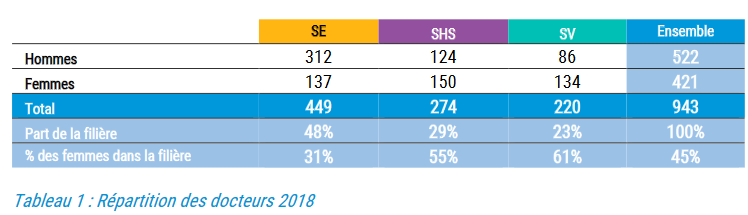 SE SHS SV Ensemble
Hommes 312 124 86 522
Femmes 137 150 134 421
Total 449 274 220 943
Part de la filière 48% 29% 23% 100%
% des femmes dans la filière 31% 55% 61% 45%
Tableau 1 : Répartition des docteurs 2018